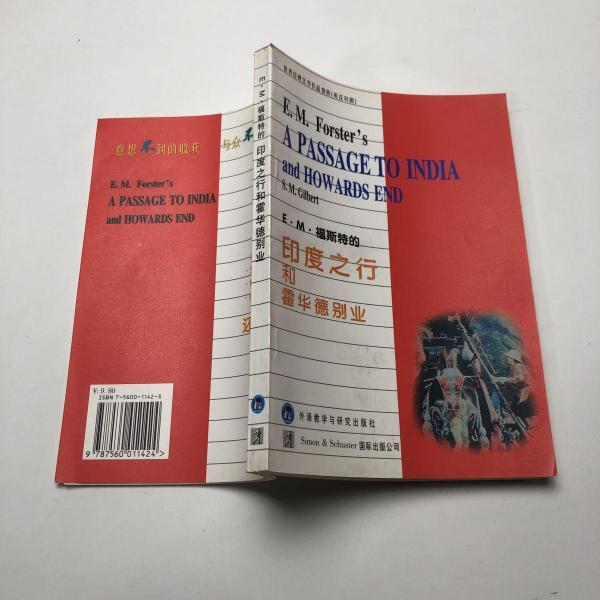 世界经典文学作品赏析(英汉对照)
E. M. Forster's
A PASSAGE TO INDIA
and HOWARDS END
S. M. Gilbert
E·M·福斯特的
印度之行
和
霍华德别业
外语教学与研究出版社
Simon & Schuster 国际出版公司
E·M·福斯特的 印度之行和霍华德别业
意想不到的收获
与众不
E. M. Forster's
A PASSAGE TO INDIA
and HOWARDS END
还
¥: 9.80
ISBN 7-5600-1142-X
9 787560 011424 >